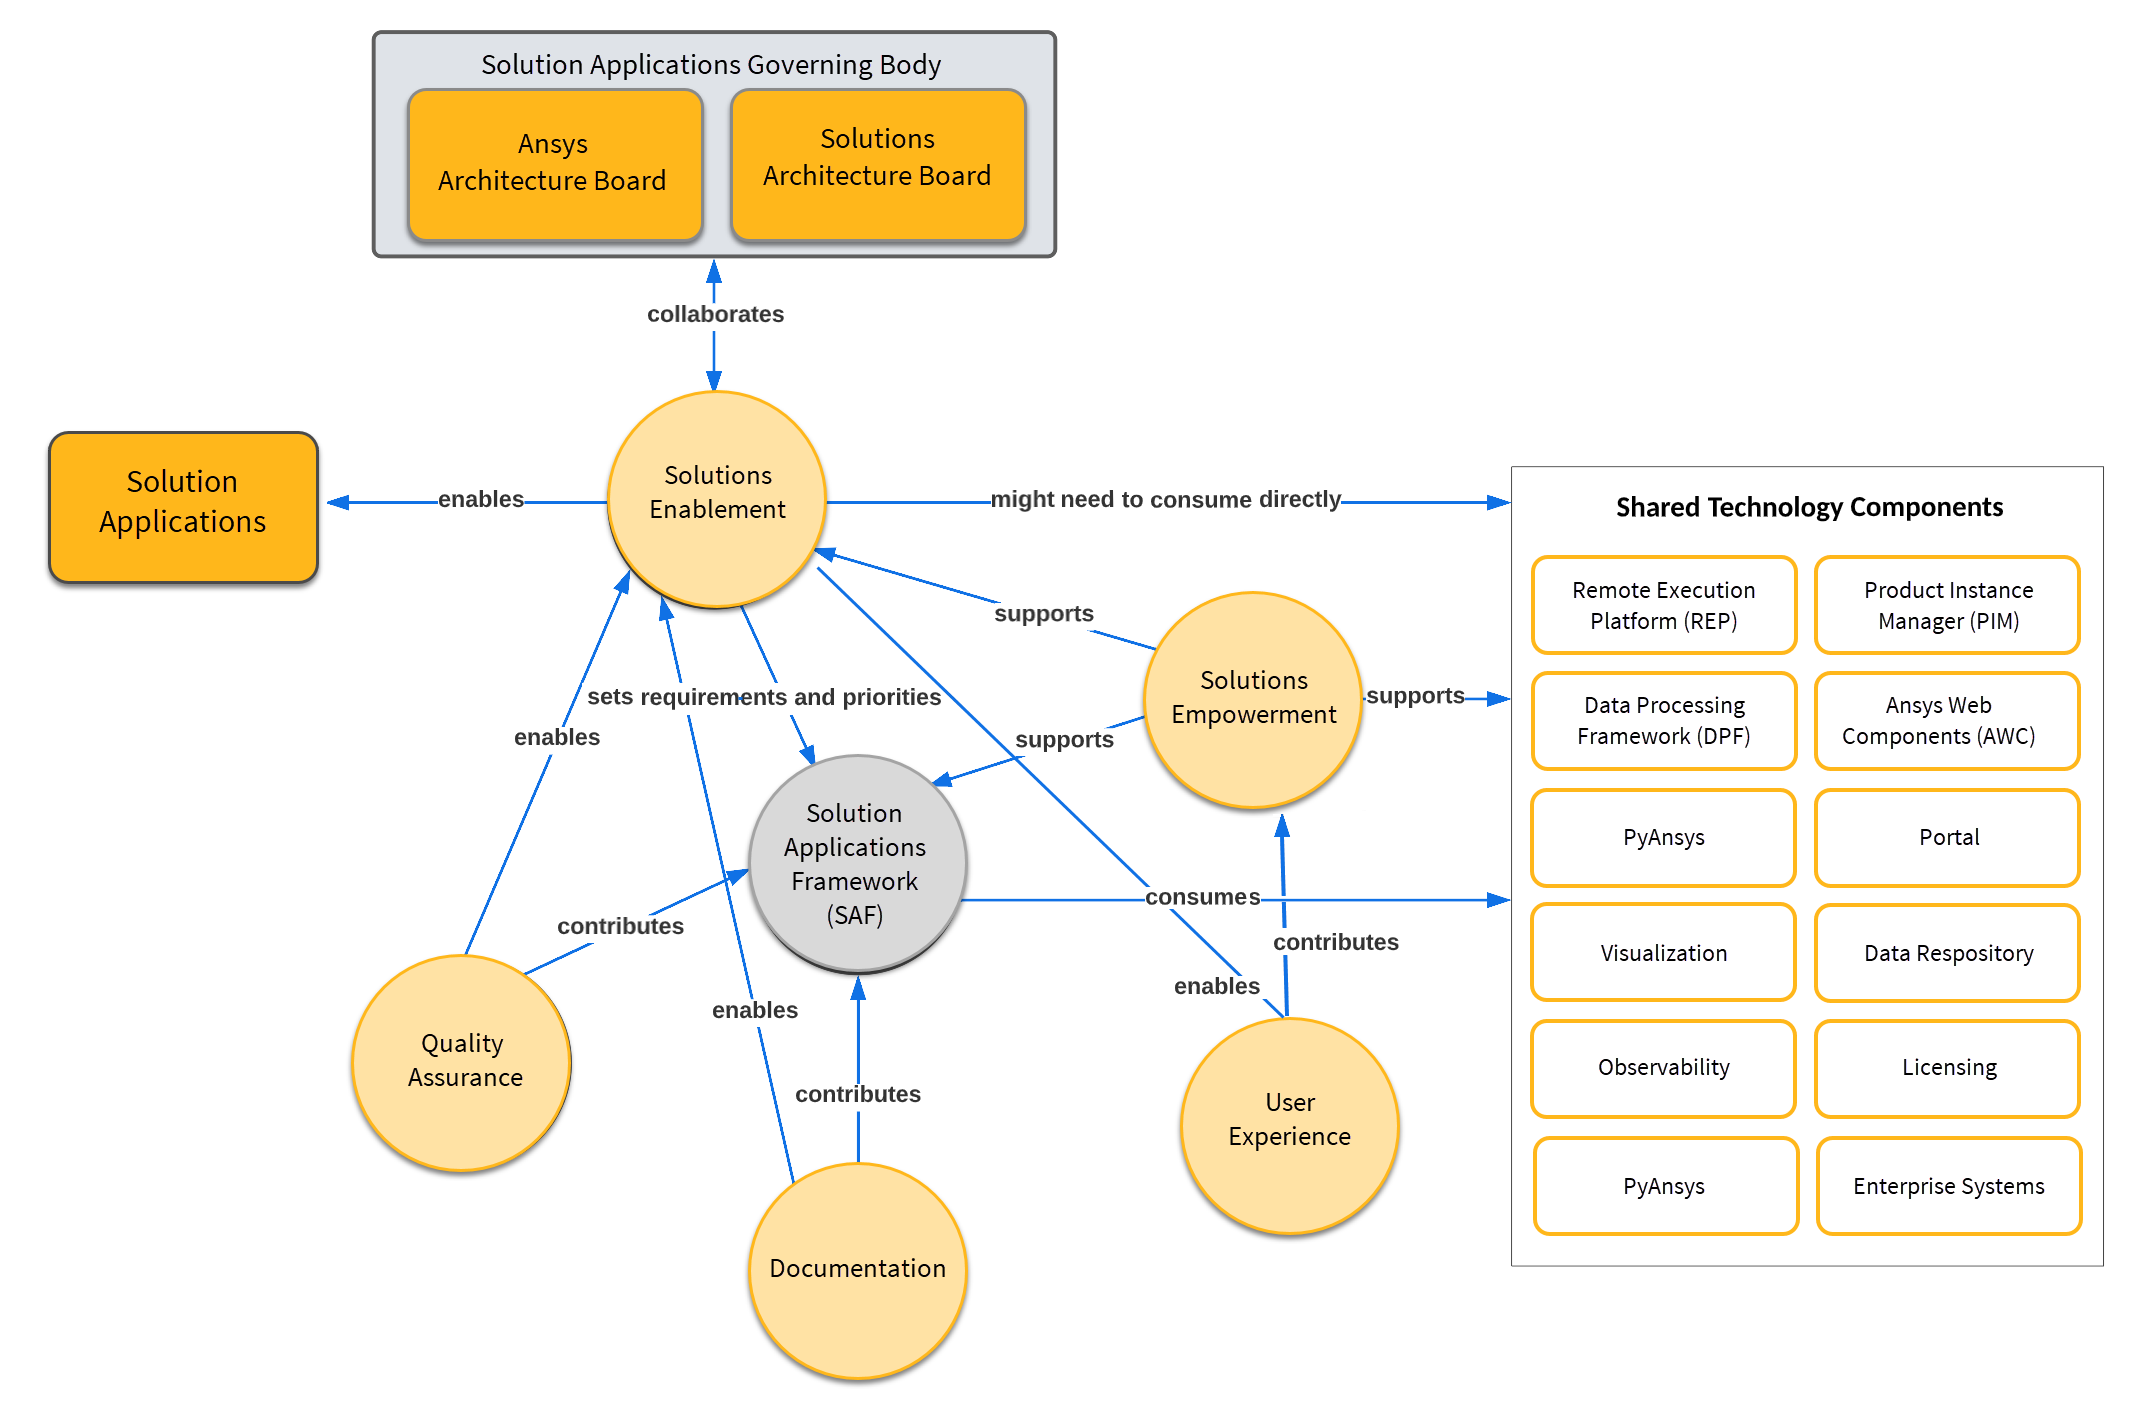 Solution Applications Governing Body
Ansys
Architecture Board
Solutions
Architecture Board
collaborates
Solution
Applications
enables
Solutions
Enablement
might need to consume directly
supports
sets requirements and priorities
enables
Solutions
Empowerment
supports
supports
Solution
Applications
Framework
(SAF)
contributes
consumes
contributes
enables
enables
Quality
Assurance
contributes
User
Experience
Documentation
Shared Technology Components
Remote Execution
Platform (REP)
Product Instance
Manager (PIM)
Data Processing
Framework (DPF)
Ansys Web
Components (AWC)
PyAnsys
Portal
Visualization
Data Respository
Observability
Licensing
PyAnsys
Enterprise Systems